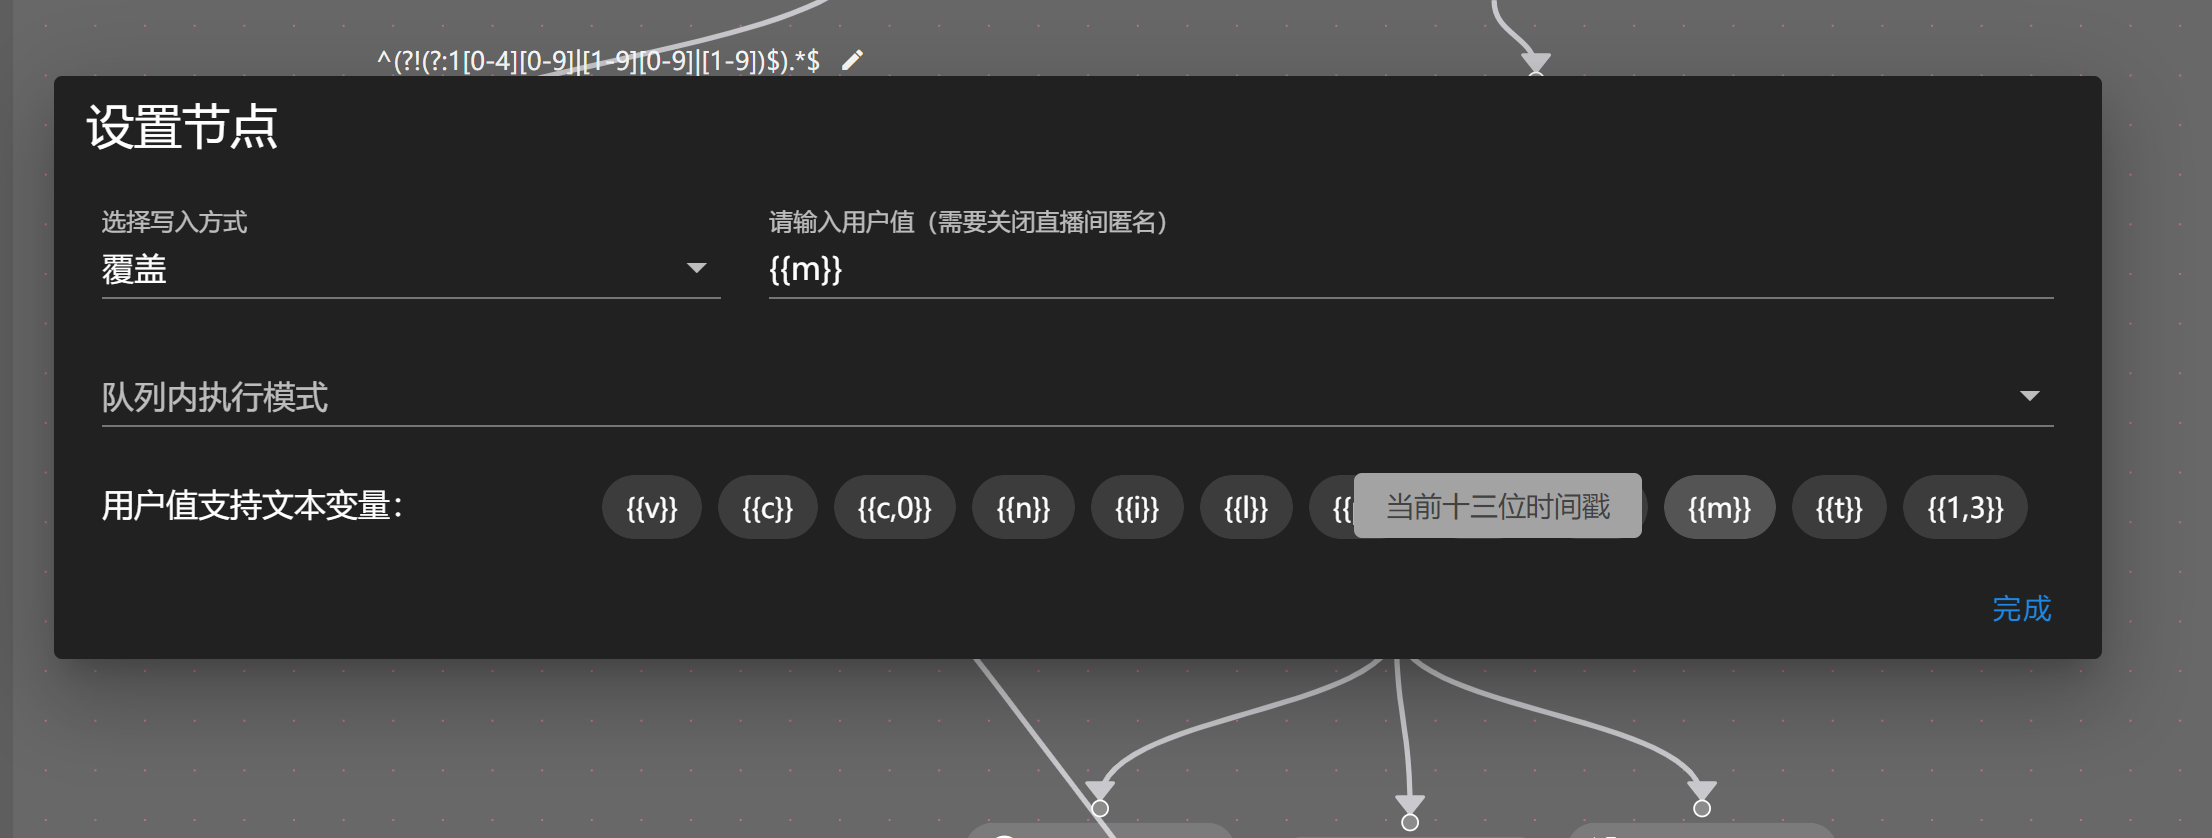 ^(?!(?:1[0-4][0-9]|[1-9][0-9]|[1-9])$).*$
设置节点
选择写入方式
覆盖
请输入用户值（需要关闭直播间匿名）
{{m}}
队列内执行模式
用户值支持文本变量：
{{v}} {{c}} {{c,0}} {{n}} {{i}} {{l}} {{ 当前十三位时间戳 {{m}} {{t}} {{1,3}}
完成